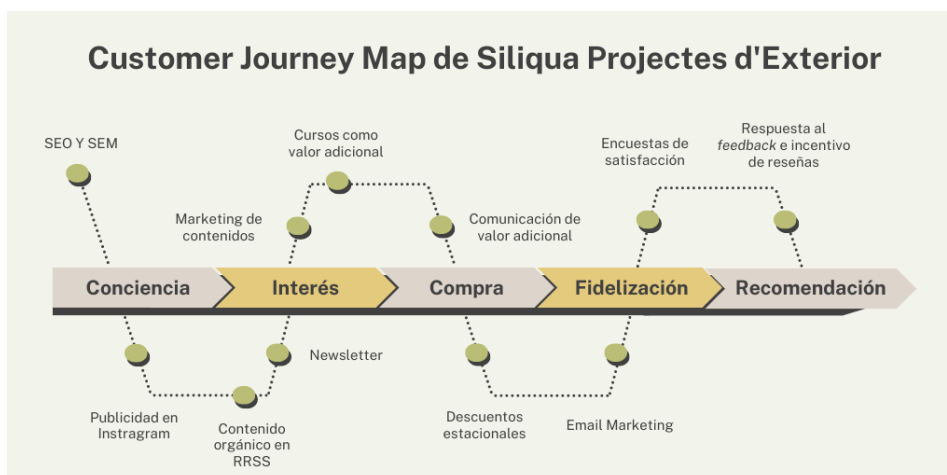 Customer Journey Map de Siliqua Projectes d'Exterior
SEO Y SEM
Cursos como
valor adicional
Encuestas de
satisfacción
Respuesta al
feedback e incentivo
de reseñas
Marketing de
contenidos
Comunicación de
valor adicional
Conciencia
Interés
Compra
Fidelización
Recomendación
Newsletter
Publicidad en
Instragram
Contenido
orgánico en
RRSS
Descuentos
estacionales
Email Marketing